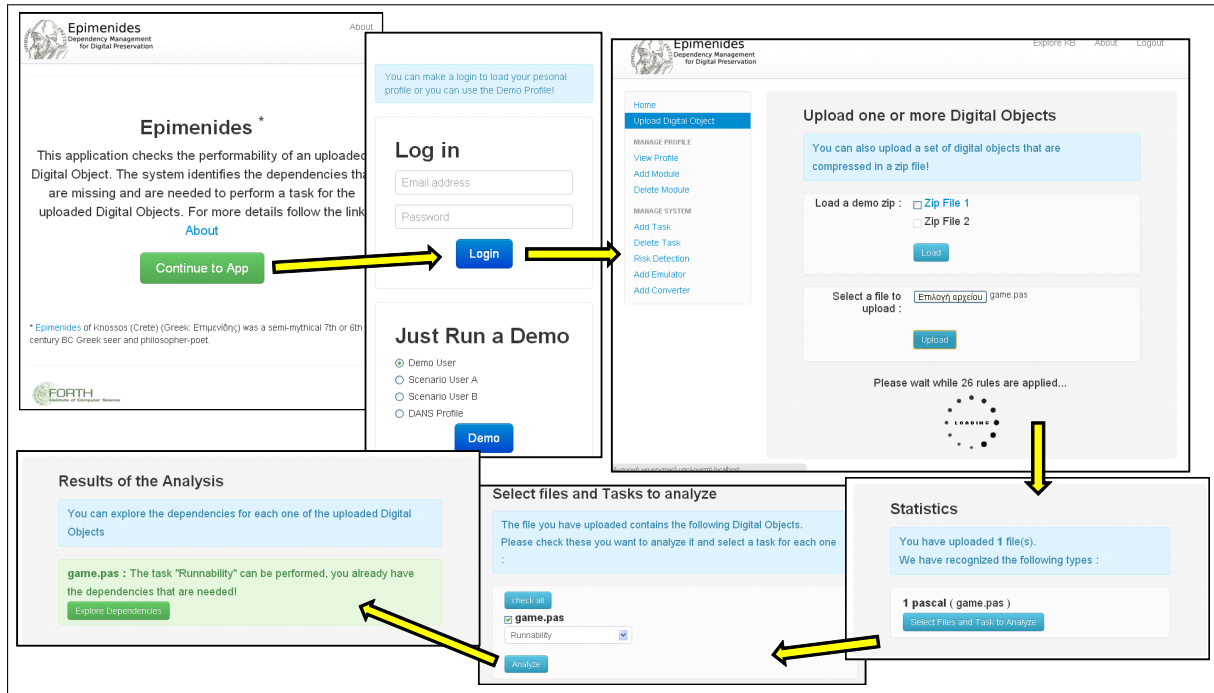 Epimenides
Dependency Management
for Digital Preservation
About
Epimenides *
This application checks the performability of an uploaded
Digital Object. The system identifies the dependencies tha
are missing and are needed to perform a task for the
uploaded Digital Objects. For more details follow the link
About
Continue to App
* Epimenides of Knossos (Crete) (Greek: Επιμενίδης) was a semi-mythical 7th or 6th
century BC Greek seer and philosopher-poet.
FORTH
Institute of Computer Science
You can make a login to load your pesonal
profile or you can use the Demo Profile!
Log in
Email address
Password
Login
Just Run a Demo
Demo User
Scenario User A
Scenario User B
DANS Profile
Demo
Epimenides
Dependency Management
for Digital Preservation
Explore KB About Logout
Home
Upload Digital Object
MANAGE PROFILE
View Profile
Add Module
Delete Module
MANAGE SYSTEM
Add Task
Delete Task
Risk Detection
Add Emulator
Add Converter
Upload one or more Digital Objects
You can also upload a set of digital objects that are
compressed in a zip file!
Load a demo zip : Zip File 1
Zip File 2
Load
Select a file to Επιλογή αρχείου game.pas
upload :
Upload
Please wait while 26 rules are applied...
LOADING
localhost
Statistics
You have uploaded 1 file(s).
We have recognized the following types :
1 pascal ( game.pas )
Select Files and Task to Analyze
Select files and Tasks to analyze
The file you have uploaded contains the following Digital Objects.
Please check these you want to analyze it and select a task for each one
:
check all
game.pas
Runnability
Analyze
Results of the Analysis
You can explore the dependencies for each one of the uploaded Digital
Objects
game.pas : The task "Runnability" can be performed, you already have
the dependencies that are needed!
Explore Dependencies